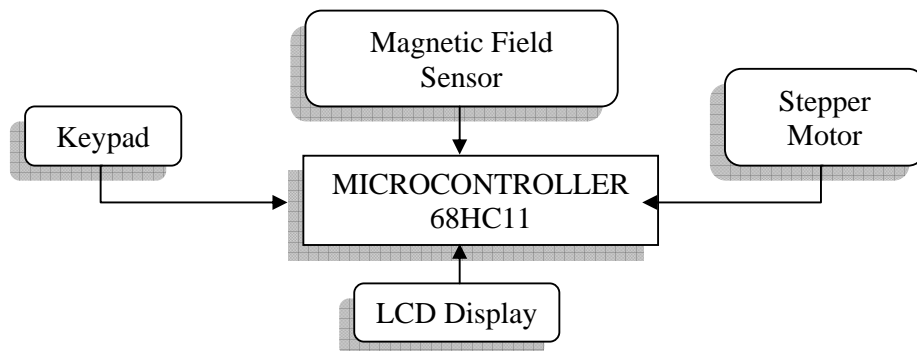 Magnetic Field
Sensor
Stepper
Motor
Keypad
MICROCONTROLLER
68HC11
LCD Display